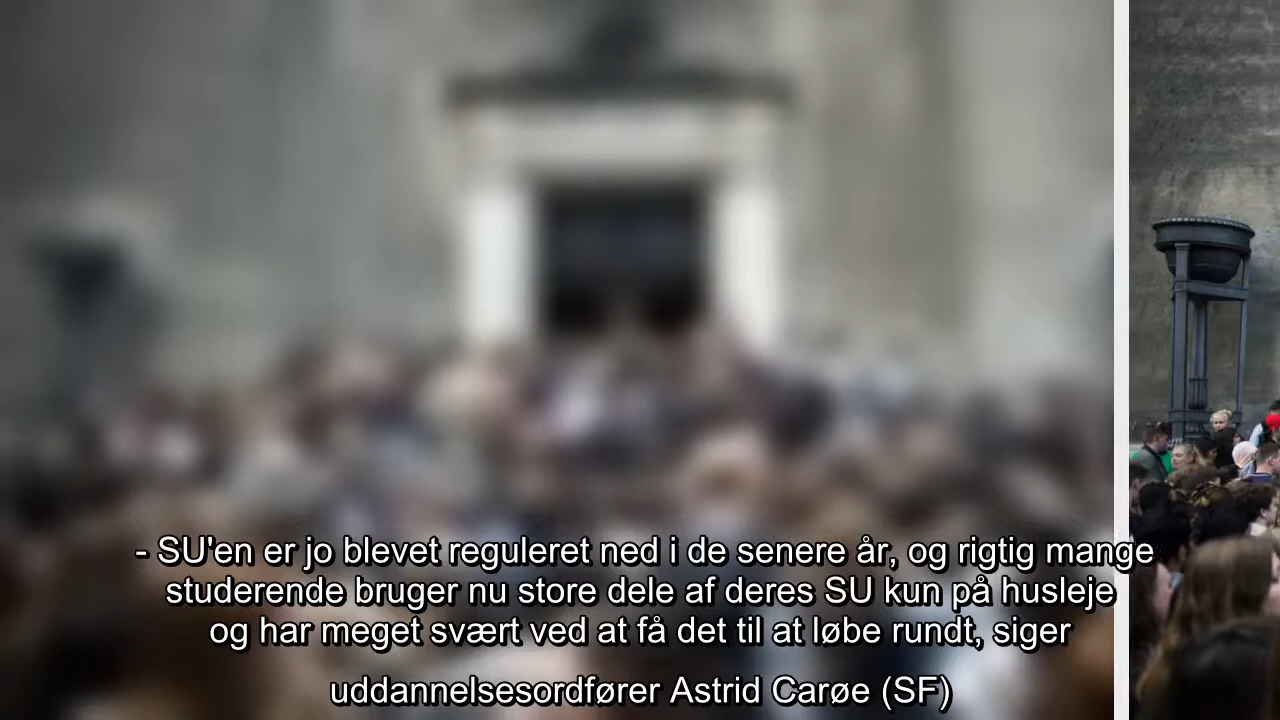 - SU'en er jo blevet reguleret ned i de senere år, og rigtig mange
studerende bruger nu store dele af deres SU kun på husleje
og har meget svært ved at få det til at løbe rundt, siger
uddannelsesordfører Astrid Carøe (SF)